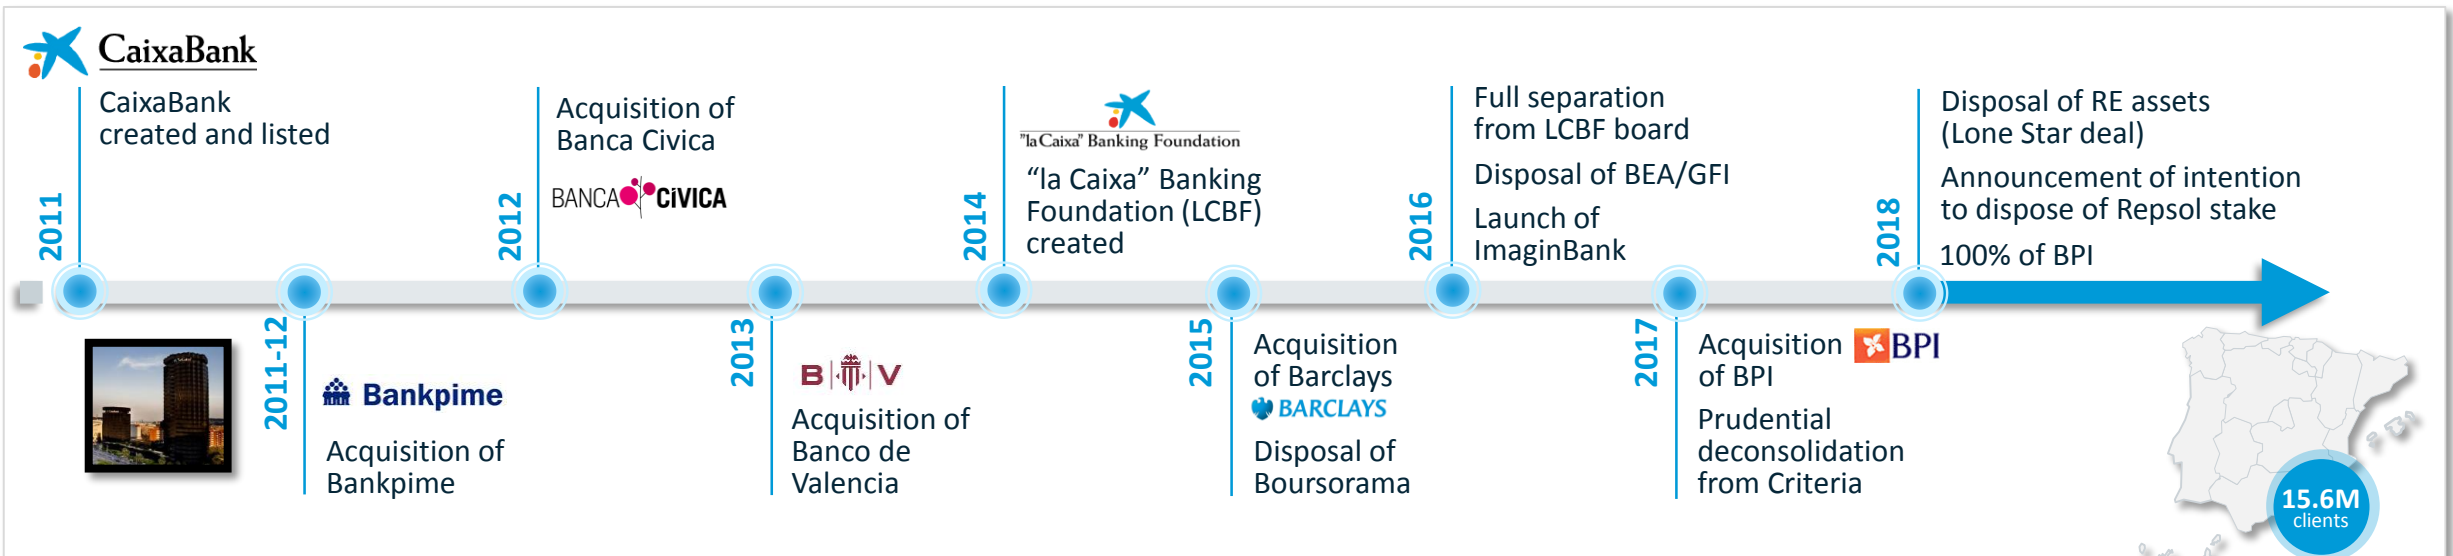 CaixaBank
2011
CaixaBank
created and listed
2011-12
Bankpime
Acquisition of
Bankpime
2012
Acquisition of
Banca Civica
BANCA CÍVICA
2013
B V
Acquisition of
Banco de
Valencia
2014
"la Caixa" Banking Foundation
“la Caixa” Banking
Foundation (LCBF)
created
2015
Acquisition
of Barclays
BARCLAYS
Disposal of
Boursorama
2016
Full separation
from LCBF board
Disposal of BEA/GFI
Launch of
ImaginBank
2017
Acquisition
of BPI
BPI
Prudential
deconsolidation
from Criteria
2018
Disposal of RE assets
(Lone Star deal)
Announcement of intention
to dispose of Repsol stake
100% of BPI
15.6M
clients